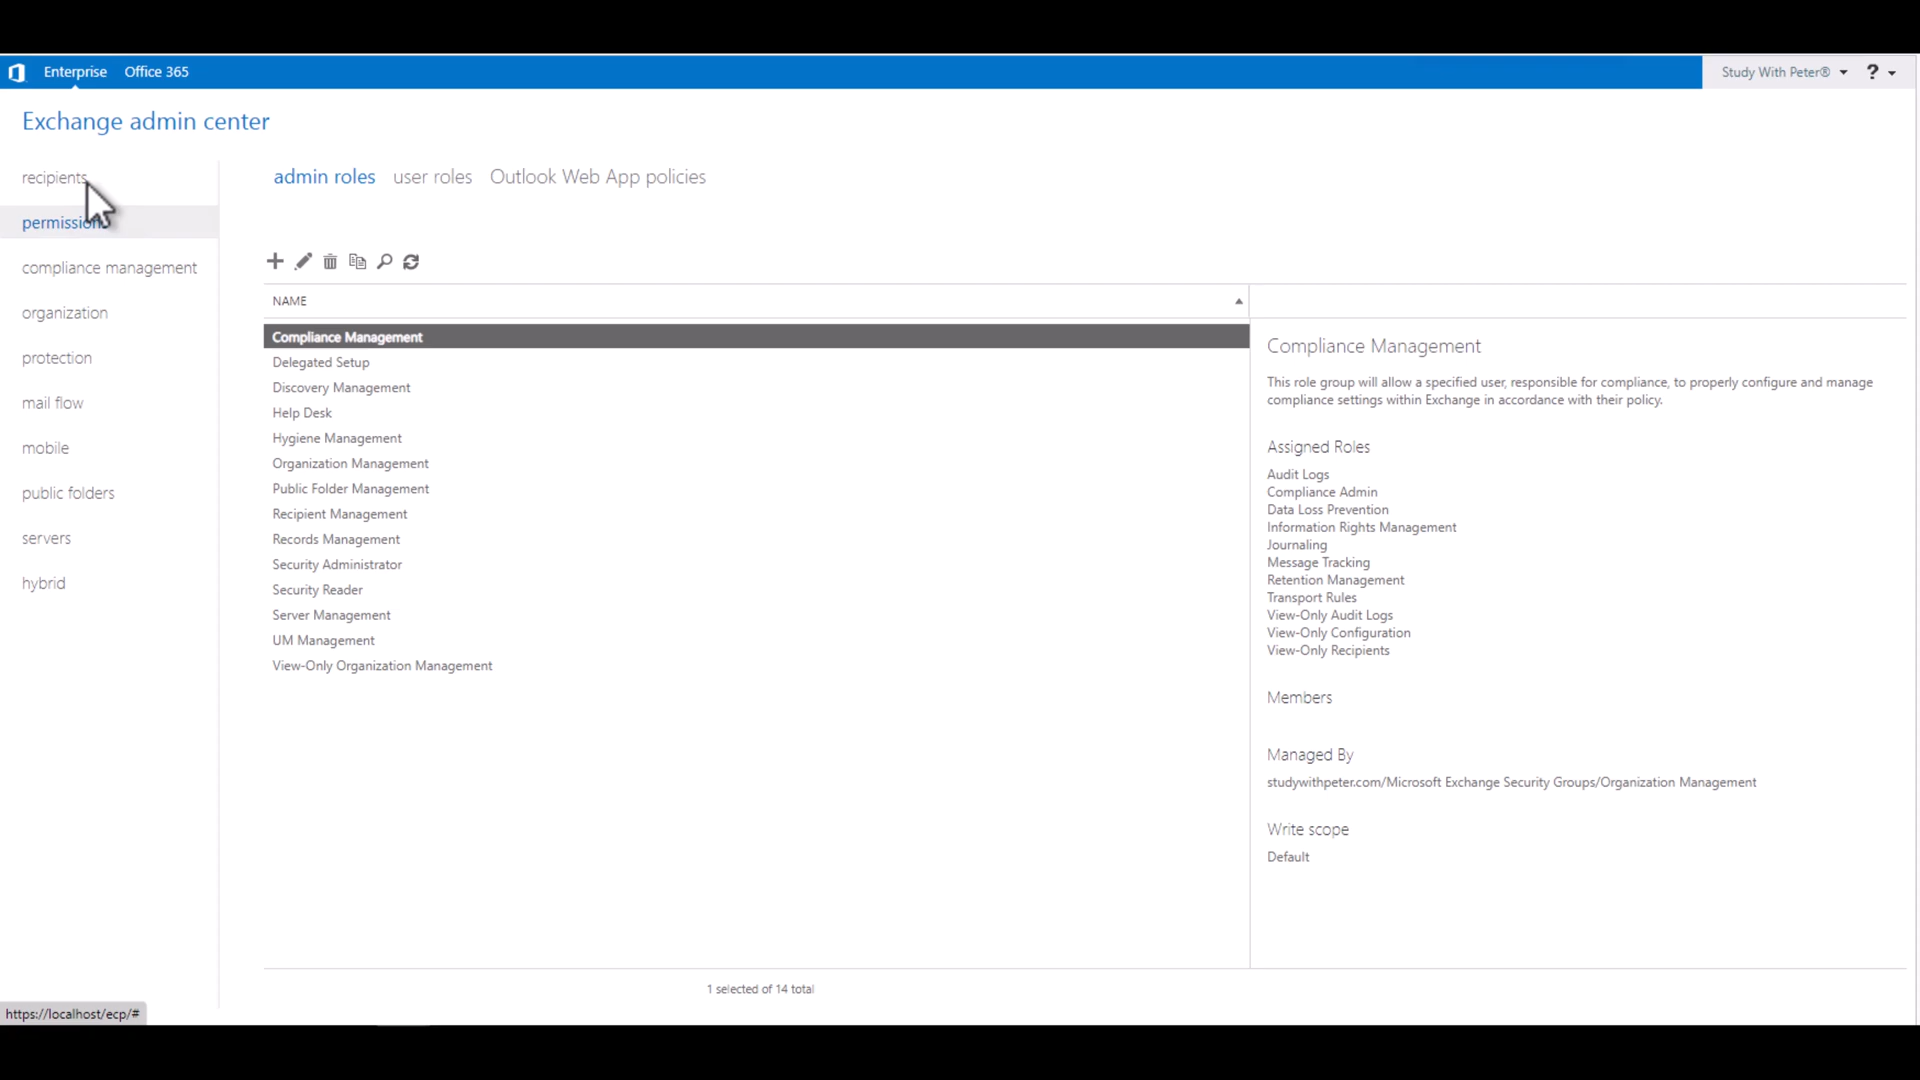 Enterprise Office 365
Study With Peter® ?
Exchange admin center
recipients
permissions
compliance management
organization
protection
mail flow
mobile
public folders
servers
hybrid
admin roles user roles Outlook Web App policies
NAME
Compliance Management
Delegated Setup
Discovery Management
Help Desk
Hygiene Management
Organization Management
Public Folder Management
Recipient Management
Records Management
Security Administrator
Security Reader
Server Management
UM Management
View-Only Organization Management
Compliance Management
This role group will allow a specified user, responsible for compliance, to properly configure and manage
compliance settings within Exchange in accordance with their policy.
Assigned Roles
Audit Logs
Compliance Admin
Data Loss Prevention
Information Rights Management
Journaling
Message Tracking
Retention Management
Transport Rules
View-Only Audit Logs
View-Only Configuration
View-Only Recipients
Members
Managed By
studywithpeter.com/Microsoft Exchange Security Groups/Organization Management
Write scope
Default
1 selected of 14 total
https://localhost/ecp/#